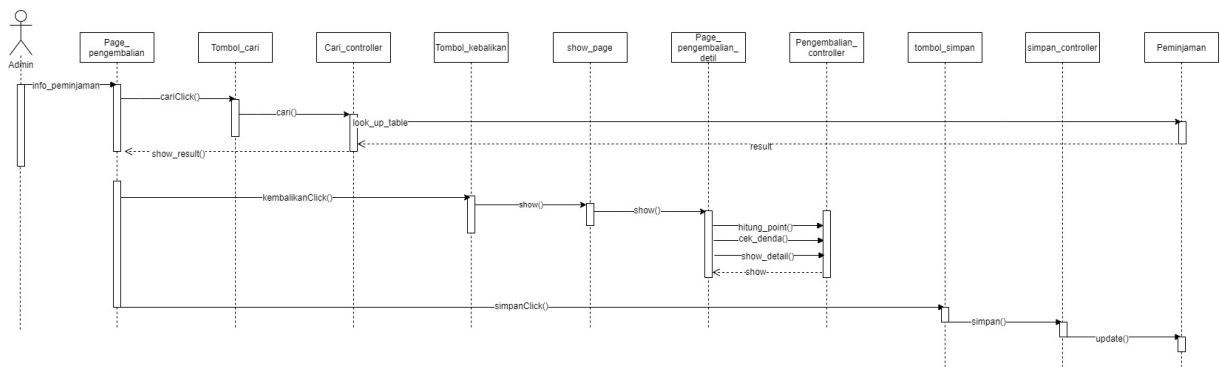 Admin
Page_
pengembalian
Tombol_cari
Cari_controller
Tombol_kebalikan
show_page
Page_
pengembalian_
detil
Pengembalian_
controller
tombol_simpan
simpan_controller
Peminjaman
info_peminjaman
cariClick()
cari()
look_up_table
result
show_result()
kembalikanClick()
show()
show()
hitung_point()
cek_denda()
show_detail()
show
simpanClick()
simpan()
update()